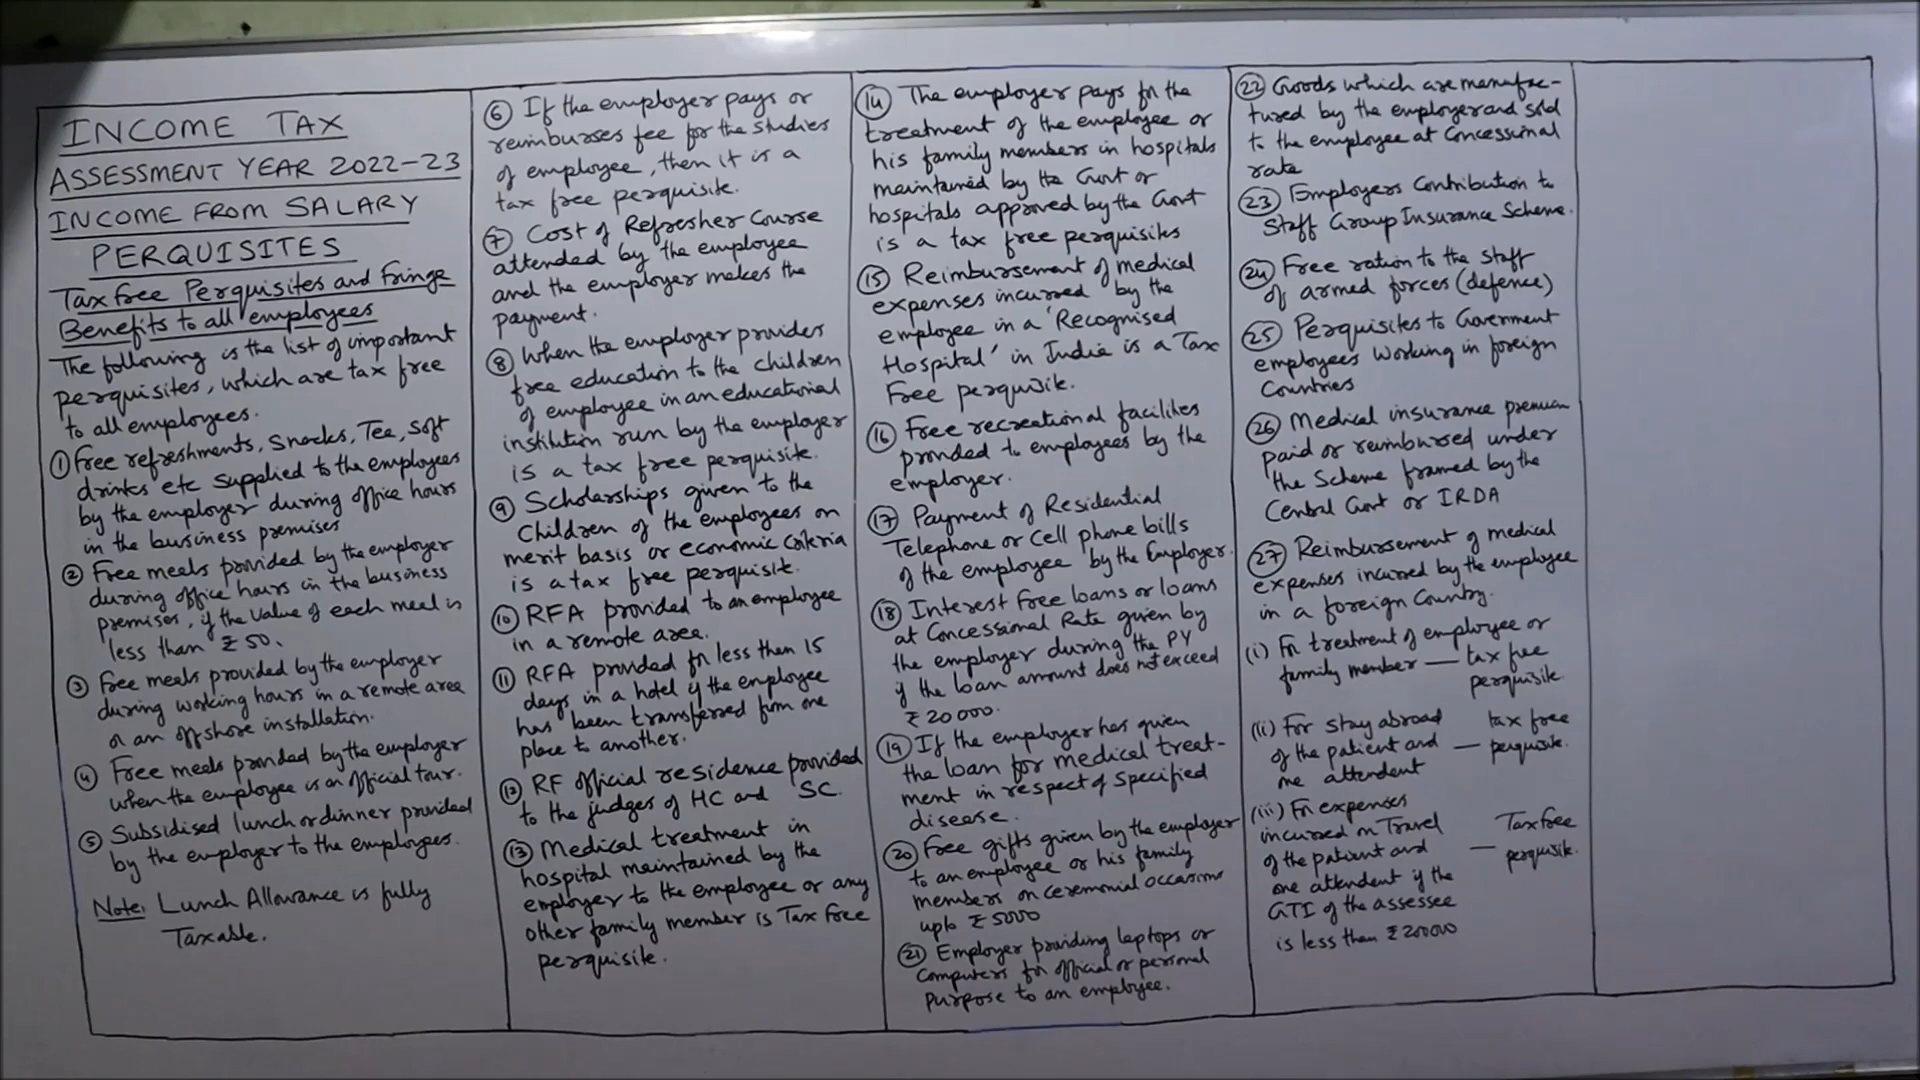 INCOME TAX
ASSESSMENT YEAR 2022-23
INCOME FROM SALARY
PERQUISITES
Tax free Perquisites and Fringe
Benefits to all employees
The following is the list of important
perquisites, which are tax free
to all employees.
① Free refreshments, Snacks, Tea, Soft
drinks etc supplied to the employees
by the employer during office hours
in the business premises
② Free meals provided by the employer
during office hours in the business
premises, if the value of each meal is
less than ₹ 50.
③ Free meals provided by the employer
during working hours in a remote area
or an offshore installation.
④ Free meals provided by the employer
when the employee is on official tour.
⑤ Subsidised lunch or dinner provided
by the employer to the employees.
Note: Lunch Allowance is fully
Taxable.
⑥ If the employer pays or
reimburses fee for the studies
of employee, then it is a
tax free perquisite.
⑦ Cost of Refresher Course
attended by the employee
and the employer makes the
payment.
⑧ When the employer provides
free education to the children
of employee in an educational
institution run by the employer
is a tax free perquisite.
⑨ Scholarships given to the
Children of the employees on
merit basis or economic criteria
is a tax free perquisite.
⑩ RFA provided to an employee
in a remote area.
⑪ RFA provided for less then 15
days in a hotel if the employee
has been transferred from one
place to another.
⑫ RF official residence provided
to the judges of HC and SC.
⑬ Medical treatment in
hospital maintained by the
employer to the employee or any
other family member is Tax free
perquisite.
⑭ The employer pays for the
treatment of the employee or
his family members in hospitals
maintained by the Govt or
hospitals approved by the Govt
is a tax free perquisites
⑮ Reimbursement of medical
expenses incurred by the
employee in a 'Recognised
Hospital' in India is a Tax
Free perquisite.
⑯ Free recreational facilities
provided to employees by the
employer.
⑰ Payment of Residential
Telephone or Cell phone bills
of the employee by the Employer.
⑱ Interest free loans or loans
at Concessional Rate given by
the employer during the PY
if the loan amount does not exceed
₹ 20000.
⑲ If the employer has given
the loan for medical treat-
ment in respect of specified
disease.
⑳ Free gifts given by the employer
to an employee or his family
members on ceremonial occasions
upto ₹ 5000
㉑ Employer providing laptops or
Computers for official or personal
purpose to an employee.
㉒ Goods which are manufac-
tured by the employer and sold
to the employee at Concessional
rate
㉓ Employers Contribution to
Staff Group Insurance Scheme.
㉔ Free ration to the staff
of armed forces (defence)
㉕ Perquisites to Government
employees working in foreign
Countries
㉖ Medical insurance premium
paid or reimbursed under
the Scheme framed by the
Central Govt or IRDA
㉗ Reimbursement of medical
expenses incurred by the employee
in a foreign Country.
(i) For treatment of employee or
family member — tax free
perquisite.
(ii) For stay abroad
of the patient and
one attendent
— tax free
perquisite.
(iii) For expenses
incurred on Travel
of the patient and
one attendent if the
GTI of the assessee
is less than ₹ 200000
— Tax free
perquisite.